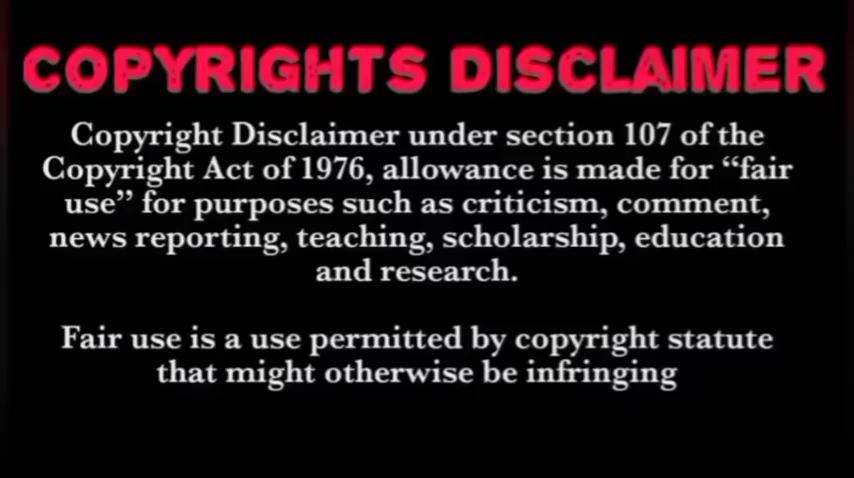 COPYRIGHTS DISCLAIMER
Copyright Disclaimer under section 107 of the
Copyright Act of 1976, allowance is made for “fair
use” for purposes such as criticism, comment,
news reporting, teaching, scholarship, education
and research.
Fair use is a use permitted by copyright statute
that might otherwise be infringing